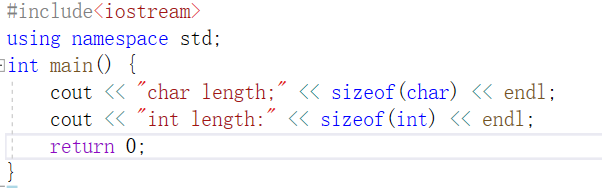 #include<iostream>
using namespace std;
int main() {
cout << "char length;" << sizeof(char) << endl;
cout << "int length:" << sizeof(int) << endl;
return 0;
}